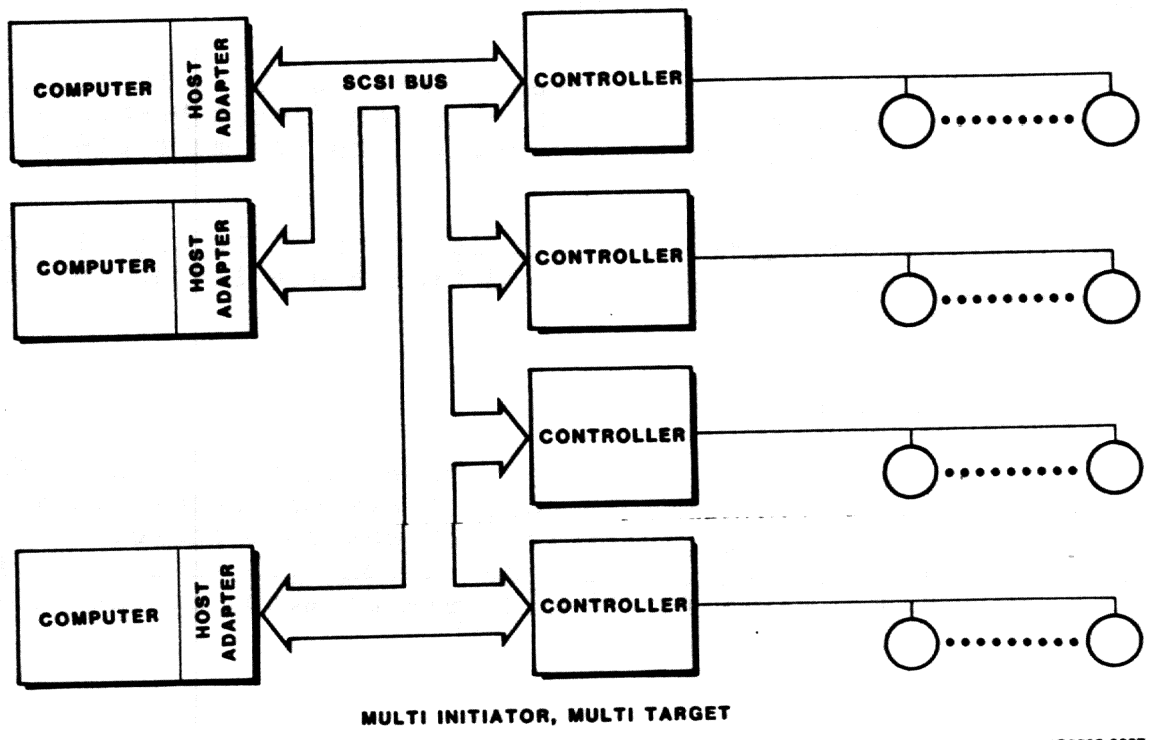 COMPUTER
HOST
ADAPTER
SCSI BUS
CONTROLLER
COMPUTER
HOST
ADAPTER
CONTROLLER
CONTROLLER
COMPUTER
HOST
ADAPTER
CONTROLLER
MULTI INITIATOR, MULTI TARGET